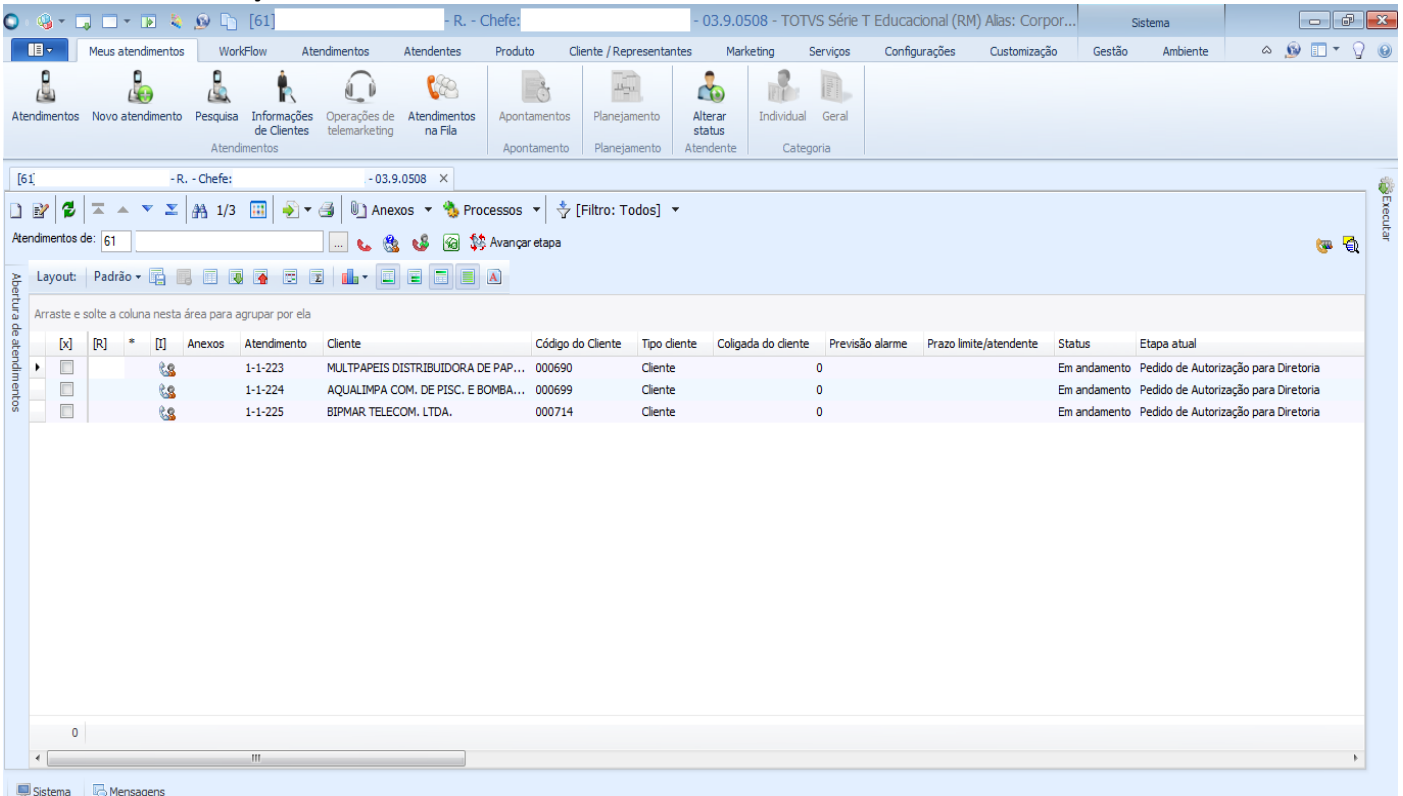 [61] - R. - Chefe: - 03.9.0508 - TOTVS Série T Educacional (RM) Alias: Corpor... Sistema
Meus atendimentos WorkFlow Atendimentos Atendentes Produto Cliente / Representantes Marketing Serviços Configurações Customização Gestão Ambiente
Atendimentos Novo atendimento Pesquisa Informações de Clientes Operações de telemarketing Atendimentos na Fila Apontamentos Planejamento Alterar status Individual Geral
Atendimentos Apontamento Planejamento Atendente Categoria
[61 - R. - Chefe: - 03.9.0508
Executar
1/3 Anexos Processos [Filtro: Todos]
Atendimentos de: 61 ... Avançar etapa
Abertura de atendimentos
Layout: Padrão
Arraste e solte a coluna nesta área para agrupar por ela
[x] [R] * [I] Anexos Atendimento Cliente Código do Cliente Tipo cliente Coligada do cliente Previsão alarme Prazo limite/atendente Status Etapa atual
1-1-223 MULTPAPEIS DISTRIBUIDORA DE PAP... 000690 Cliente 0 Em andamento Pedido de Autorização para Diretoria
1-1-224 AQUALIMPA COM. DE PISC. E BOMBA... 000699 Cliente 0 Em andamento Pedido de Autorização para Diretoria
1-1-225 BIPMAR TELECOM. LTDA. 000714 Cliente 0 Em andamento Pedido de Autorização para Diretoria
0
Sistema Mensagens